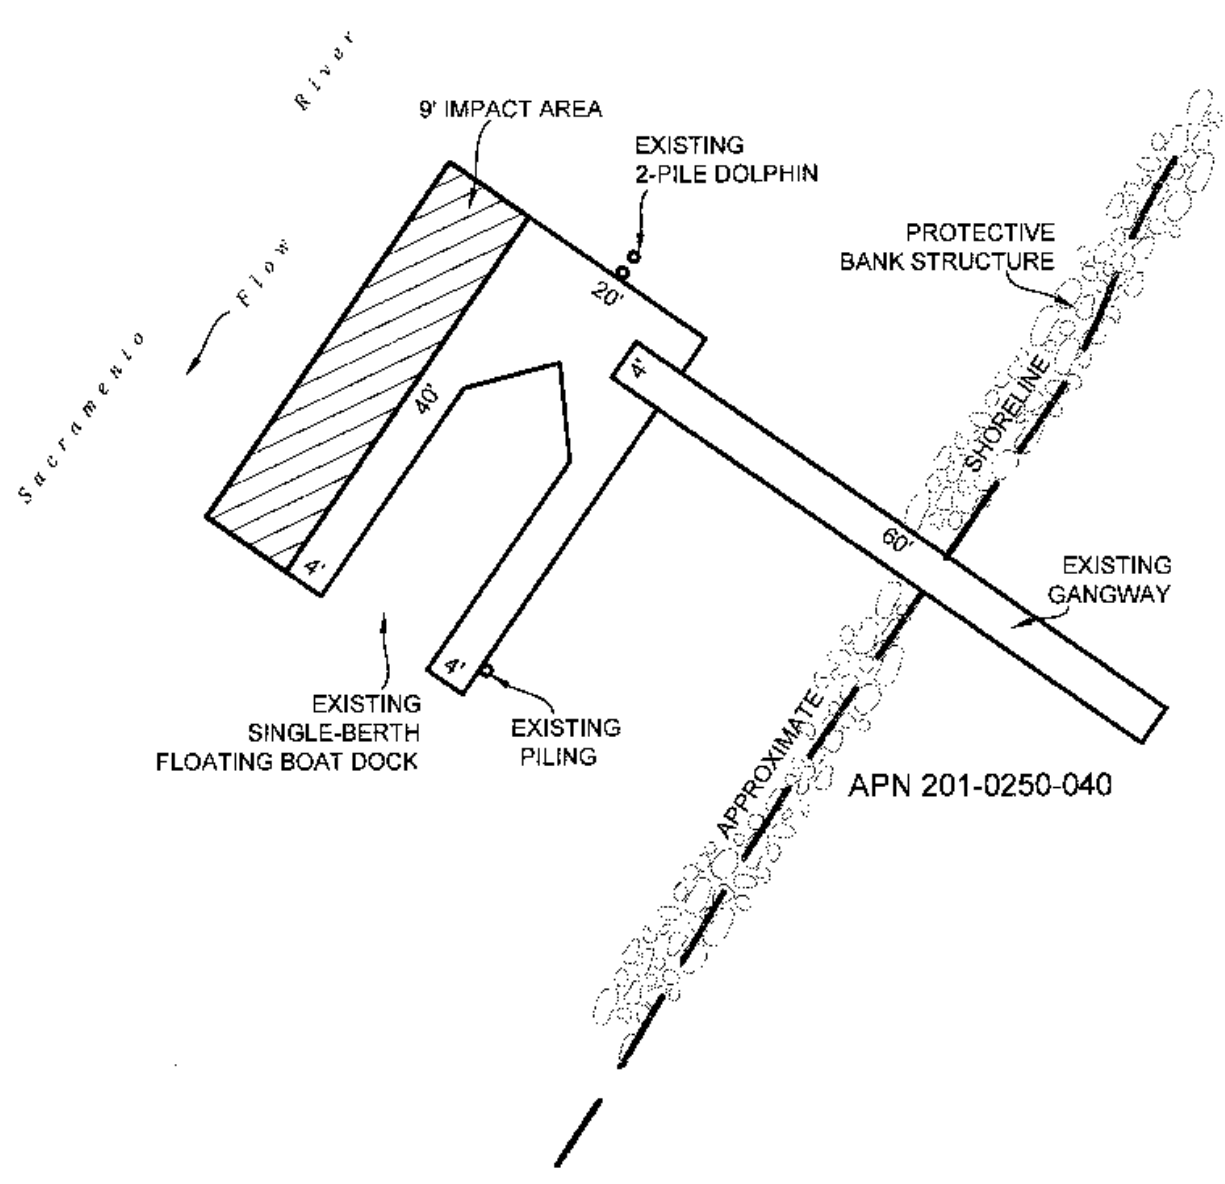 River
9' IMPACT AREA
EXISTING
2-PILE DOLPHIN
PROTECTIVE
BANK STRUCTURE
Flow
20'
Sacramento
4'
40'
SHORELINE
60'
4'
EXISTING
GANGWAY
4'
EXISTING
SINGLE-BERTH
FLOATING BOAT DOCK
EXISTING
PILING
APPROXIMATE
APN 201-0250-040